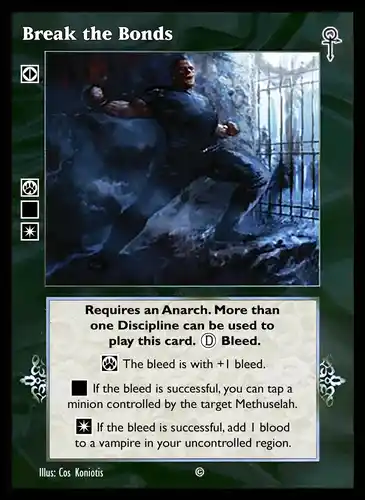 Break the Bonds
Requires an Anarch. More than
one Discipline can be used to
play this card. Ⓓ Bleed.
The bleed is with +1 bleed.
If the bleed is successful, you can tap a
minion controlled by the target Methuselah.
If the bleed is successful, add 1 blood
to a vampire in your uncontrolled region.
Illus: Cos Koniotis ©